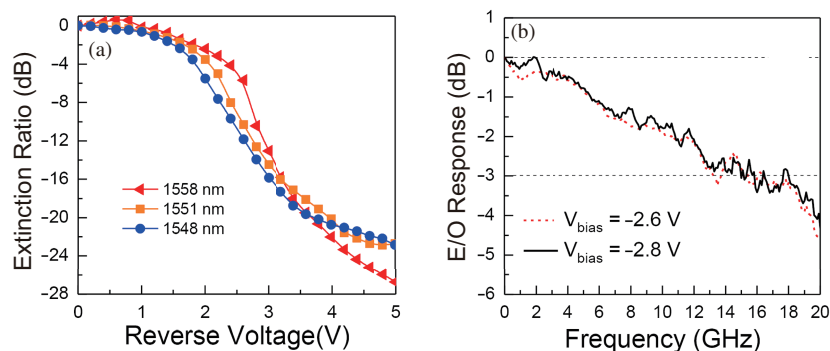 (a)
Extinction Ratio (dB)
0
-4
-8
-12
-16
-20
-24
-28
1558 nm
1551 nm
1548 nm
0 1 2 3 4 5
Reverse Voltage(V)
(b)
E/O Response (dB)
1
0
-1
-2
-3
-4
-5
-6
Vbias = –2.6 V
Vbias = –2.8 V
0 2 4 6 8 10 12 14 16 18 20
Frequency (GHz)